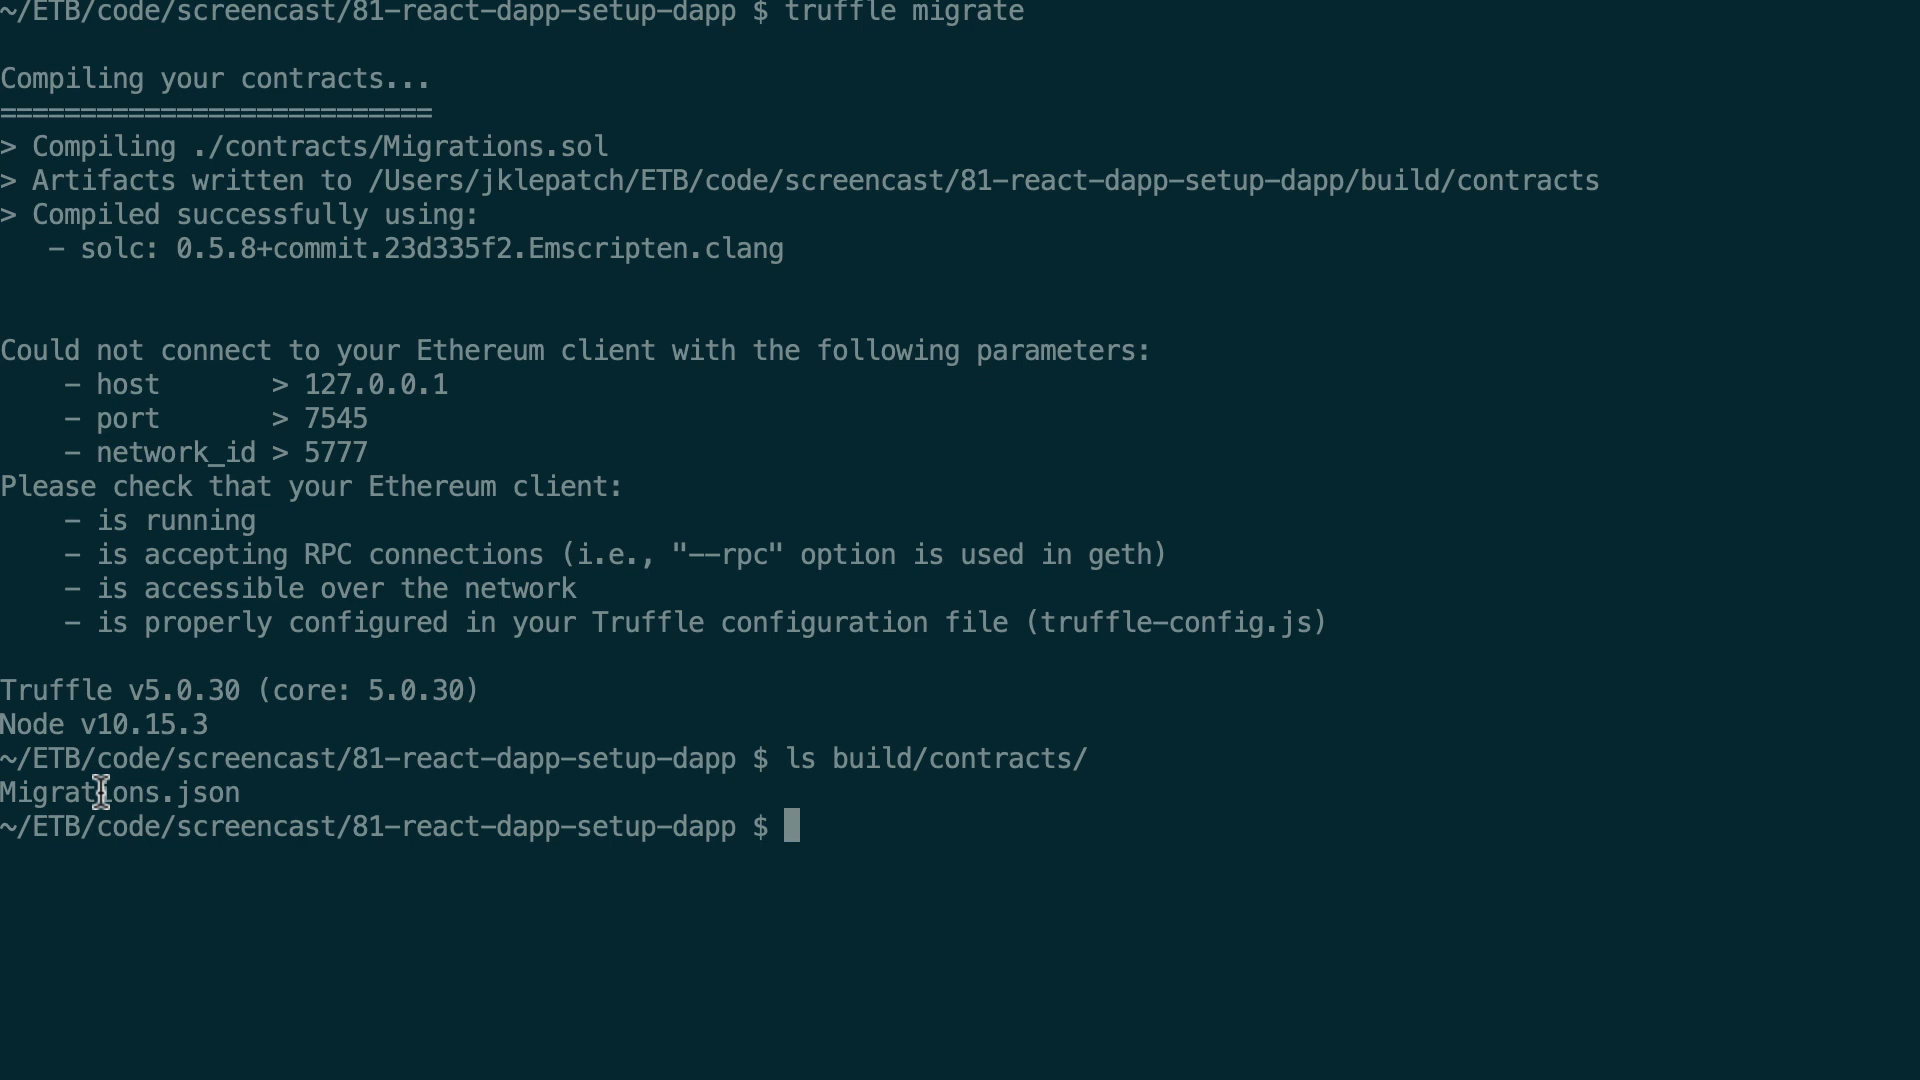 ~/ETB/code/screencast/81-react-dapp-setup-dapp $ truffle migrate
Compiling your contracts...
===========================
> Compiling ./contracts/Migrations.sol
> Artifacts written to /Users/jklepatch/ETB/code/screencast/81-react-dapp-setup-dapp/build/contracts
> Compiled successfully using:
   - solc: 0.5.8+commit.23d335f2.Emscripten.clang
Could not connect to your Ethereum client with the following parameters:
    - host       > 127.0.0.1
    - port       > 7545
    - network_id > 5777
Please check that your Ethereum client:
    - is running
    - is accepting RPC connections (i.e., "--rpc" option is used in geth)
    - is accessible over the network
    - is properly configured in your Truffle configuration file (truffle-config.js)
Truffle v5.0.30 (core: 5.0.30)
Node v10.15.3
~/ETB/code/screencast/81-react-dapp-setup-dapp $ ls build/contracts/
Migrations.json
~/ETB/code/screencast/81-react-dapp-setup-dapp $